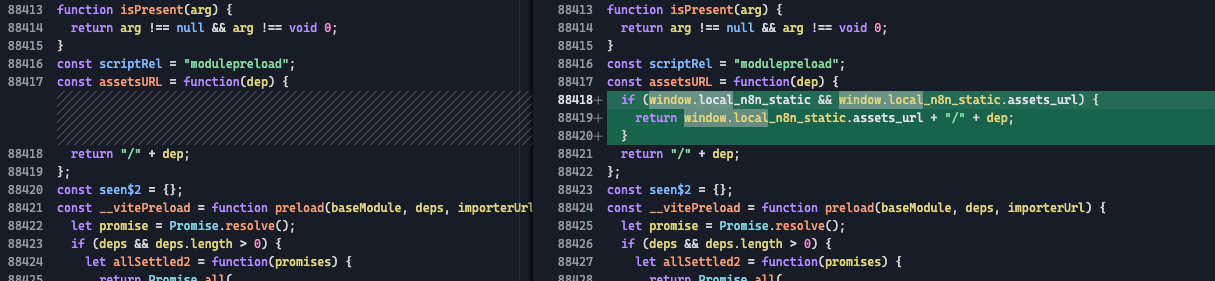 88413 function isPresent(arg) {
88414   return arg !== null && arg !== void 0;
88415 }
88416 const scriptRel = "modulepreload";
88417 const assetsURL = function(dep) {
88418   return "/" + dep;
88419 };
88420 const seen$2 = {};
88421 const __vitePreload = function preload(baseModule, deps, importerUrl
88422   let promise = Promise.resolve();
88423   if (deps && deps.length > 0) {
88424     let allSettled2 = function(promises) {
88425       return Promise.all(
88413 function isPresent(arg) {
88414   return arg !== null && arg !== void 0;
88415 }
88416 const scriptRel = "modulepreload";
88417 const assetsURL = function(dep) {
88418+   if (window.local_n8n_static && window.local_n8n_static.assets_url) {
88419+     return window.local_n8n_static.assets_url + "/" + dep;
88420+   }
88421   return "/" + dep;
88422 };
88423 const seen$2 = {};
88424 const __vitePreload = function preload(baseModule, deps, importerUrl) {
88425   let promise = Promise.resolve();
88426   if (deps && deps.length > 0) {
88427     let allSettled2 = function(promises) {
88428       return Promise.all(